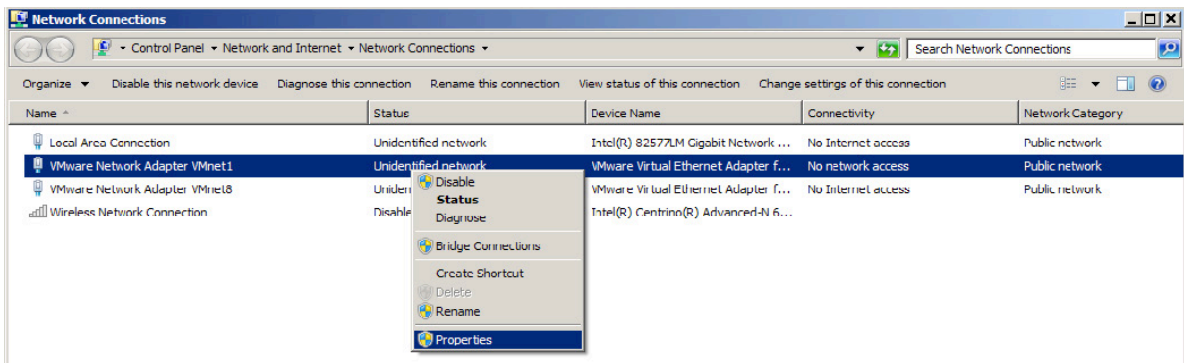 Network Connections
Control Panel Network and Internet Network Connections Search Network Connections
Organize Disable this network device Diagnose this connection Rename this connection View status of this connection Change settings of this connection
Name Status Device Name Connectivity Network Category
Local Area Connection Unidentified network Intel(R) 82577LM Gigabit Network ... No Internet access Public network
VMware Network Adapter VMnet1 Unidentified network VMware Virtual Ethernet Adapter f... No network access Public network
VMware Network Adapter VMnet8 Uniden VMware Virtual Ethernet Adapter f... No Internet access Public network
Wireless Network Connection Disable Intel(R) Centrino(R) Advanced-N 6...
Disable
Status
Diagnose
Bridge Connections
Create Shortcut
Delete
Rename
Properties